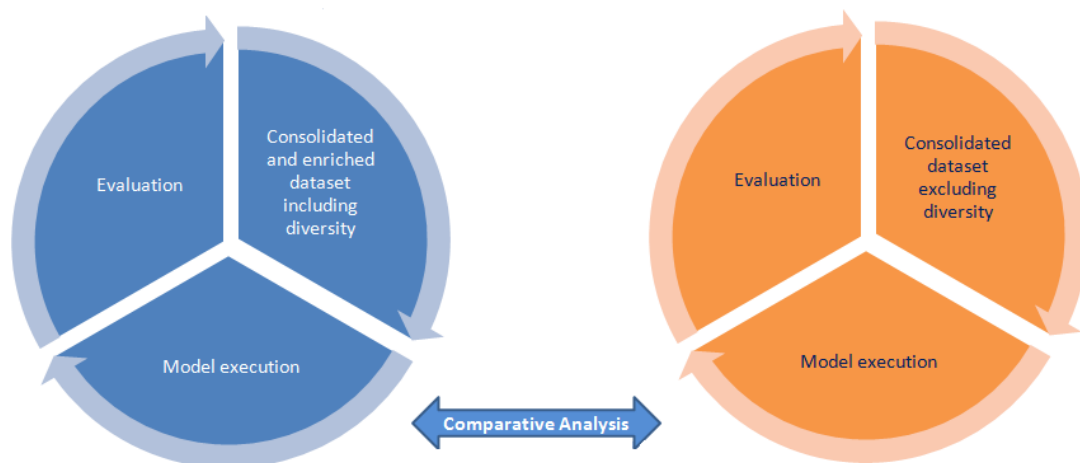 Evaluation
Consolidated
and enriched
dataset
including
diversity
Model execution
Comparative Analysis
Evaluation
Consolidated
dataset
excluding
diversity
Model execution